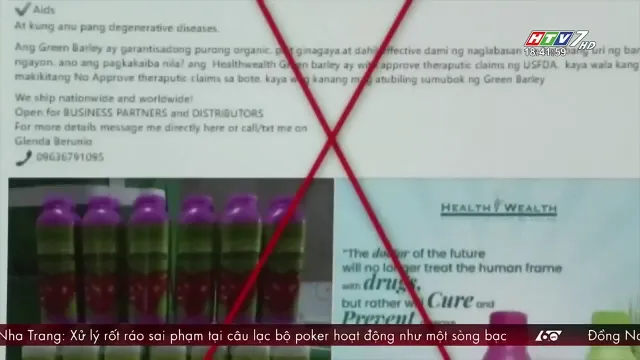 HTV7 HD
18:41:59
Aids
At kung anu pang degenerative diseases.
Ang Green Barley ay garantisadung purong organic. ginagaya at dahil effective dami ng naglabasan uri ng
ngayon. ano ang pagkakaiba nila? ang Healthwealth Green barley ay with approve theraputic claims ng USFDA. kaya wala kang
makikitang No Approve theraputic claims sa bote. kaya wag kanang mag atubiling sumubok ng Green Barley
We ship nationwide and worldwide!
Open for BUSINESS PARTNERS and DISTRIBUTORS
For more details message me directly here or call/txt me on
Glenda Berunio
09636791095
HEALTH WEALTH
"The doctor of the future
will no longer treat the human frame
with drugs,
but rather will Cure and
Prevent
Nha Trang: Xử lý rốt ráo sai phạm tại câu lạc bộ poker hoạt động như một sòng bạc
60
Đồng